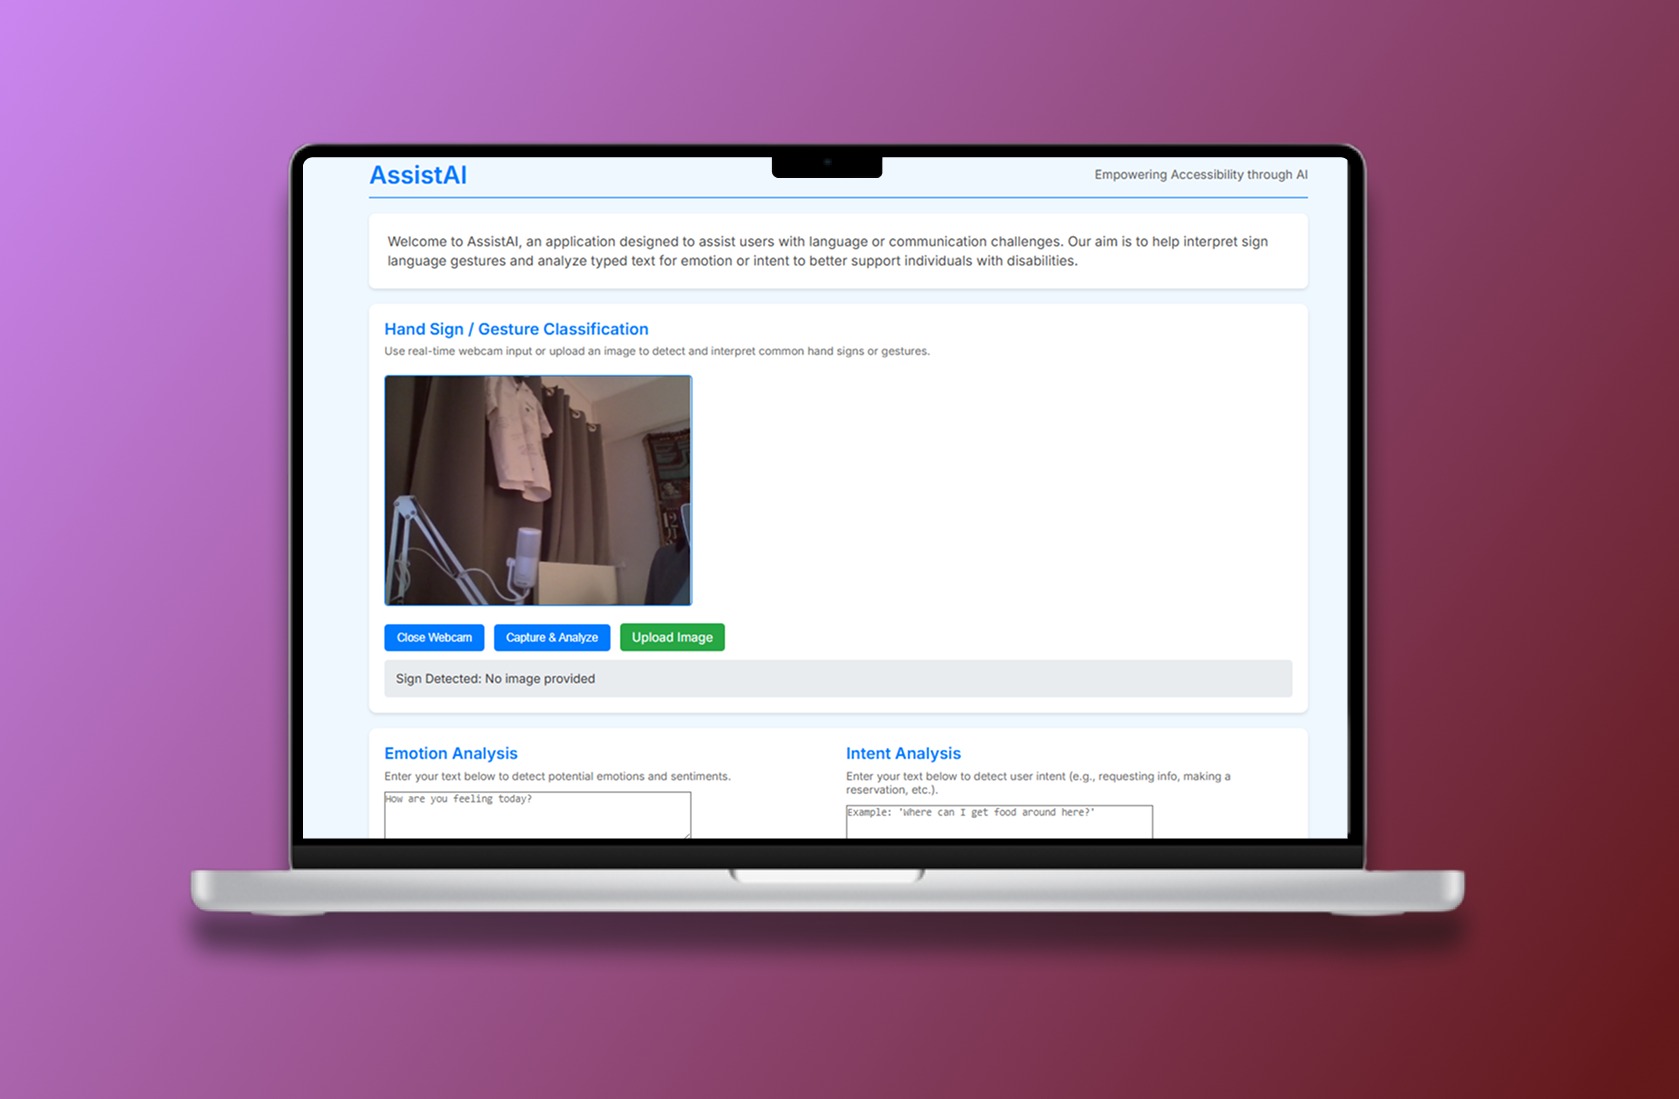 AssistAI
Empowering Accessibility through AI
Welcome to AssistAI, an application designed to assist users with language or communication challenges. Our aim is to help interpret sign
language gestures and analyze typed text for emotion or intent to better support individuals with disabilities.
Hand Sign / Gesture Classification
Use real-time webcam input or upload an image to detect and interpret common hand signs or gestures.
Close Webcam
Capture & Analyze
Upload Image
Sign Detected: No image provided
Emotion Analysis
Enter your text below to detect potential emotions and sentiments.
How are you feeling today?
Intent Analysis
Enter your text below to detect user intent (e.g., requesting info, making a
reservation, etc.).
Example: 'Where can I get food around here?'